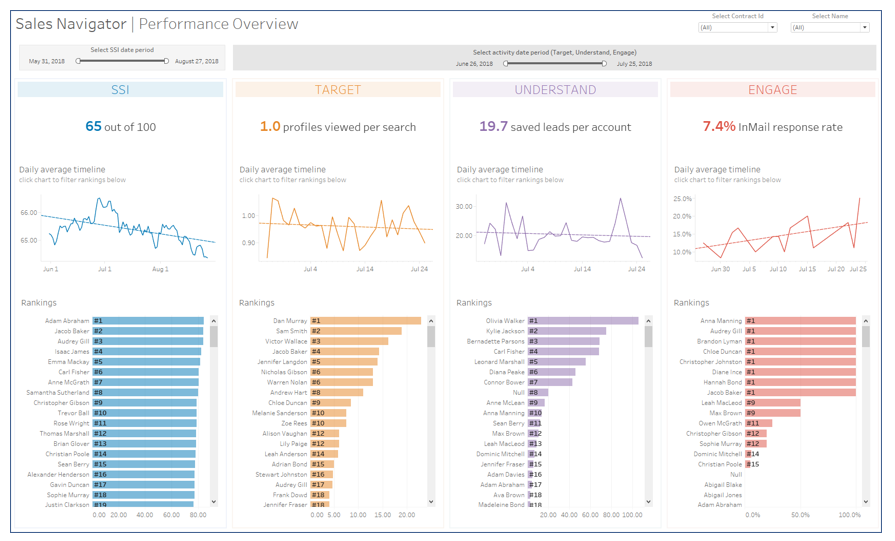 Sales Navigator | Performance Overview
Select Contract Id
Select Name
(All)
(All)
Select SSI date period
May 31, 2018
August 27, 2018
Select activity date period (Target, Understand, Engage)
June 26, 2018
July 25, 2018
SSI
65 out of 100
Daily average timeline
click chart to filter rankings below
66.00
65.00
Jun 1
Jul 1
Aug 1
Rankings
Adam Abraham #1
Jacob Baker #2
Audrey Gill #3
Isaac James #4
Emma Mackay #5
Carl Fisher #6
Anne McGrath #7
Samantha Sutherland #8
Christopher Gibson #9
Trevor Ball #10
Rose Wright #11
Thomas Marshall #12
Brian Glover #13
Christian Poole #14
Sean Berry #15
Alexander Henderson #16
Gavin Duncan #17
Sophie Murray #18
Justin Clarkson #19
0.00 20.00 40.00 60.00 80.00
TARGET
1.0 profiles viewed per search
Daily average timeline
click chart to filter rankings below
1.00
0.90
Jul 4
Jul 14
Jul 24
Rankings
Dan Murray #1
Sam Smith #2
Victor Wallace #3
Jacob Baker #4
Jennifer Langdon #5
Nicholas Gibson #6
Warren Nolan #6
Andrew Hart #8
Chloe Duncan #9
Melanie Sanderson #10
Zoe Rees #10
Alison Vaughan #12
Lily Paige #12
Leah Anderson #14
Adrian Bond #15
Stewart Johnston #16
Audrey Gill #17
Frank Dowd #18
Jennifer Fraser #18
0.00 5.00 10.00 15.00 20.00
UNDERSTAND
19.7 saved leads per account
Daily average timeline
click chart to filter rankings below
30.00
20.00
Jul 4
Jul 14
Jul 24
Rankings
Olivia Walker #1
Kylie Jackson #2
Bernadette Parsons #3
Carl Fisher #4
Leonard Marshall #5
Diana Peake #6
Connor Bower #7
Null #8
Anne McLean #9
Anna Manning #10
Sean Berry #11
Max Brown #12
Leah MacLeod #13
Dominic Mitchell #14
Jennifer Fraser #15
Adam Davies #16
Adam Abraham #17
Ava Brown #18
Madeleine Bond #18
20.00 40.00 60.00 80.00 100.00
ENGAGE
7.4% InMail response rate
Daily average timeline
click chart to filter rankings below
25.0%
20.0%
15.0%
10.0%
Jun 30
Jul 5
Jul 10
Jul 15
Jul 20
Jul 25
Rankings
Anna Manning #1
Audrey Gill #1
Brandon Lyman #1
Chloe Duncan #1
Christopher Johnston #1
Diane Ince #1
Hannah Bond #1
Jacob Baker #1
Leah MacLeod #9
Max Brown #9
Owen McGrath #11
Christopher Gibson #12
Sophie Murray #12
Dominic Mitchell #14
Christian Poole #15
Null
Abigail Blake
Abigail Jones
Adam Abraham
0.0% 50.0% 100.0%